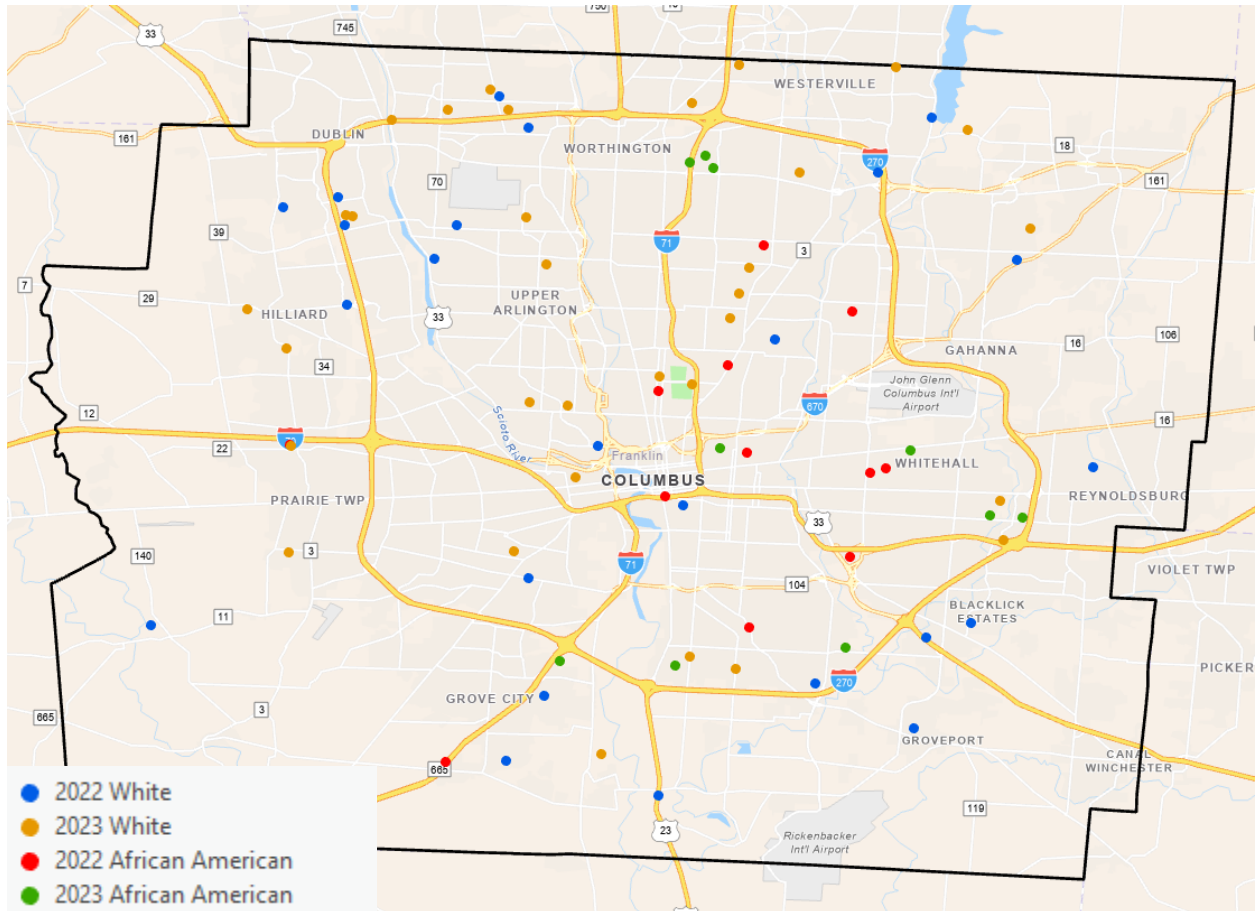 750
33
745
WESTERVILLE
161
DUBLIN
WORTHINGTON
18
270
70
161
39
71
3
7
29
UPPER
ARLINGTON
33
HILLIARD
106
16
GAHANNA
34
John Glenn
Columbus Int'l
Airport
670
12
16
Scioto River
22
Franklin
WHITEHALL
COLUMBUS
REYNOLDSBURG
PRAIRIE TWP
33
140
3
71
VIOLET TWP
104
BLACKLICK
ESTATES
11
PICKER
270
GROVE CITY
665
3
GROVEPORT
CANAL
WINCHESTER
665
119
23
Rickenbacker
Int'l Airport
2022 White
2023 White
2022 African American
2023 African American